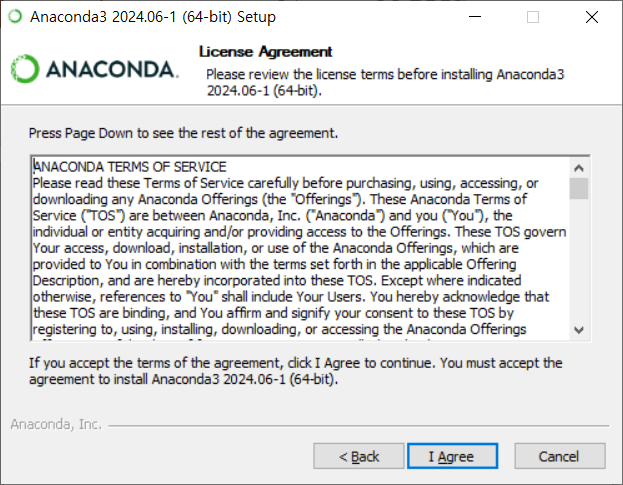 Anaconda3 2024.06-1 (64-bit) Setup
ANACONDA.
License Agreement
Please review the license terms before installing Anaconda3
2024.06-1 (64-bit).
Press Page Down to see the rest of the agreement.
ANACONDA TERMS OF SERVICE
Please read these Terms of Service carefully before purchasing, using, accessing, or
downloading any Anaconda Offerings (the "Offerings"). These Anaconda Terms of
Service ("TOS") are between Anaconda, Inc. ("Anaconda") and you ("You"), the
individual or entity acquiring and/or providing access to the Offerings. These TOS govern
Your access, download, installation, or use of the Anaconda Offerings, which are
provided to You in combination with the terms set forth in the applicable Offering
Description, and are hereby incorporated into these TOS. Except where indicated
otherwise, references to "You" shall include Your Users. You hereby acknowledge that
these TOS are binding, and You affirm and signify your consent to these TOS by
registering to, using, installing, downloading, or accessing the Anaconda Offerings
If you accept the terms of the agreement, click I Agree to continue. You must accept the
agreement to install Anaconda3 2024.06-1 (64-bit).
Anaconda, Inc.
< Back
I Agree
Cancel